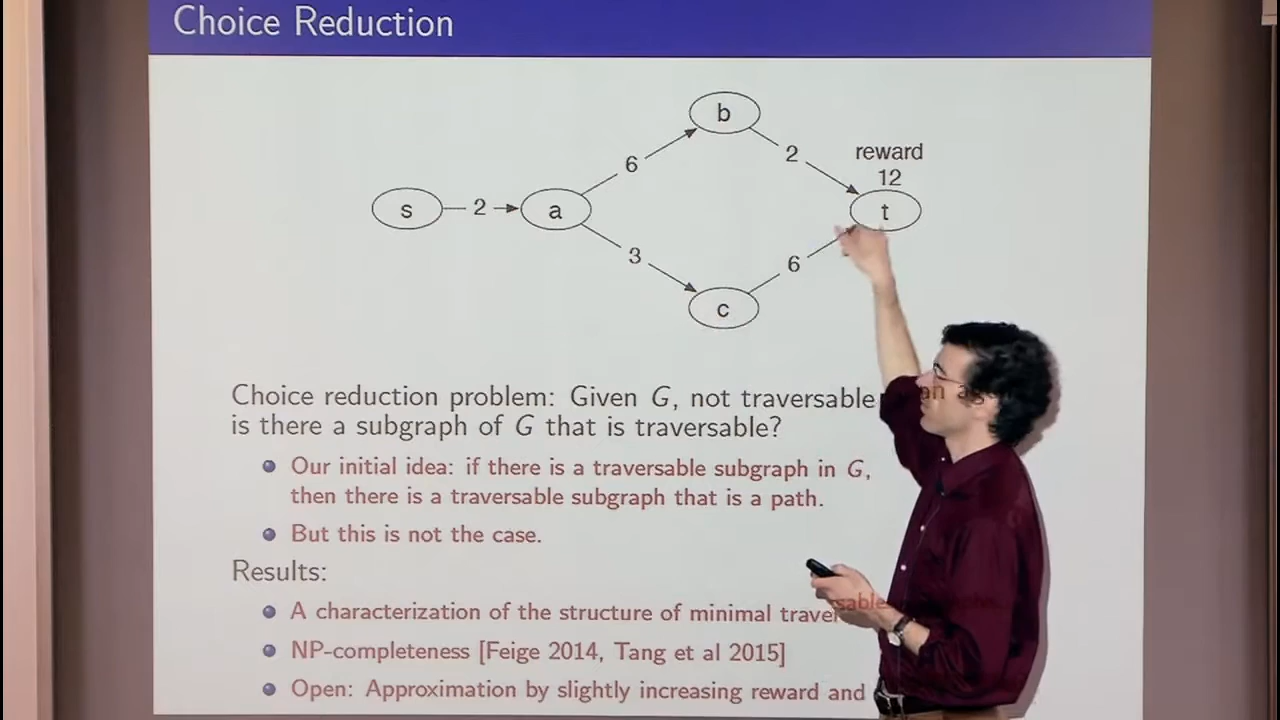 Choice Reduction
b
6
2
reward
12
s
2
a
t
3
6
c
Choice reduction problem: Given G, not traversable
is there a subgraph of G that is traversable?
Our initial idea: if there is a traversable subgraph in G,
then there is a traversable subgraph that is a path.
But this is not the case.
Results:
A characterization of the structure of minimal
NP-completeness [Feige 2014, Tang et al 2015]
Open: Approximation by slightly increasing reward and